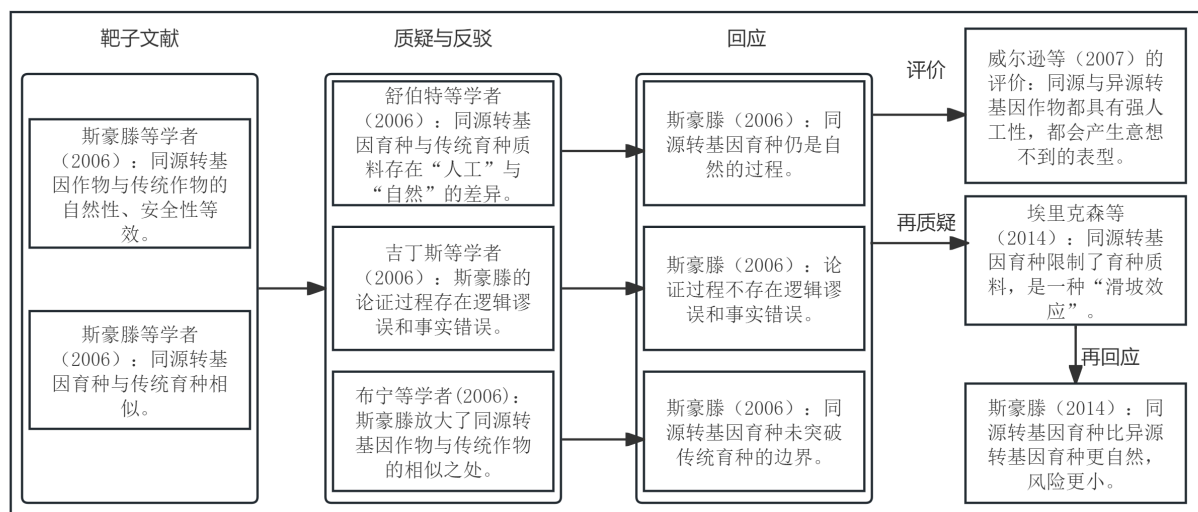 靶子文献
斯豪滕等学者
（2006）：同源转基
因作物与传统作物的
自然性、安全性等
效。
斯豪滕等学者
（2006）：同源转基
因育种与传统育种相
似。
质疑与反驳
舒伯特等学者
（2006）：同源转基
因育种与传统育种质
料存在“人工”与
“自然”的差异。
吉丁斯等学者
（2006）：斯豪滕的
论证过程存在逻辑谬
误和事实错误。
布宁等学者(2006)：
斯豪滕放大了同源转
基因作物与传统作物
的相似之处。
回应
斯豪滕（2006）：同
源转基因育种仍是自
然的过程。
斯豪滕（2006）：论
证过程不存在逻辑谬
误和事实错误。
斯豪滕（2006）：同
源转基因育种未突破
传统育种的边界。
评价
威尔逊等（2007）的
评价：同源与异源转
基因作物都具有强人
工性，都会产生意想
不到的表型。
再质疑
埃里克森等
（2014）：同源转基
因育种限制了育种质
料，是一种“滑坡效
应”。
再回应
斯豪滕（2014）：同
源转基因育种比异源
转基因育种更自然，
风险更小。